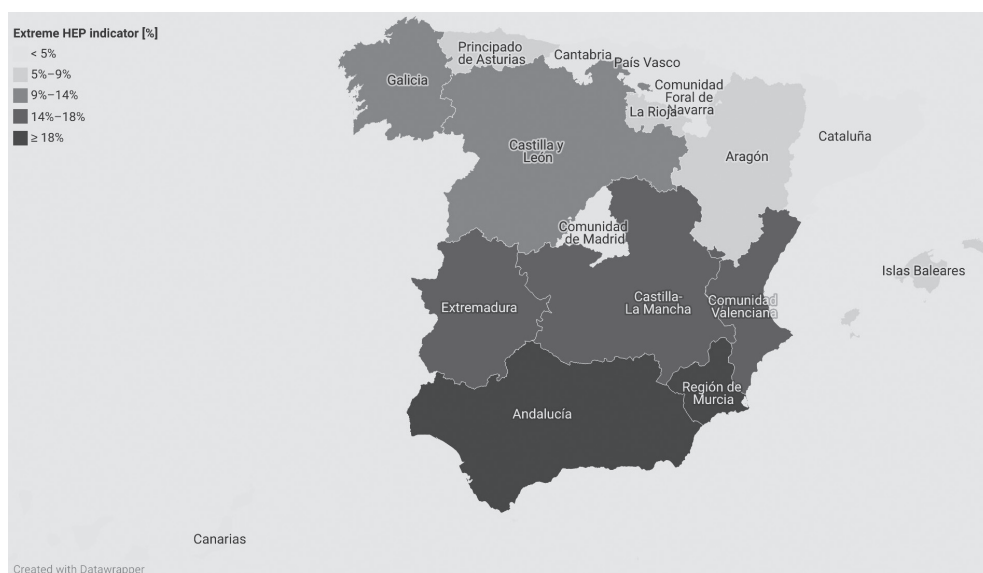 Extreme HEP indicator [%]
< 5%
5%–9%
9%–14%
14%–18%
≥ 18%
Principado
de Asturias
Cantabria
País Vasco
Galicia
Comunidad
Foral de
Navarra
La Rioja
Castilla y
León
Aragón
Cataluña
Comunidad
de Madrid
Islas Baleares
Extremadura
Castilla-
La Mancha
Comunidad
Valenciana
Región de
Murcia
Andalucía
Canarias
Created with Datawrapper